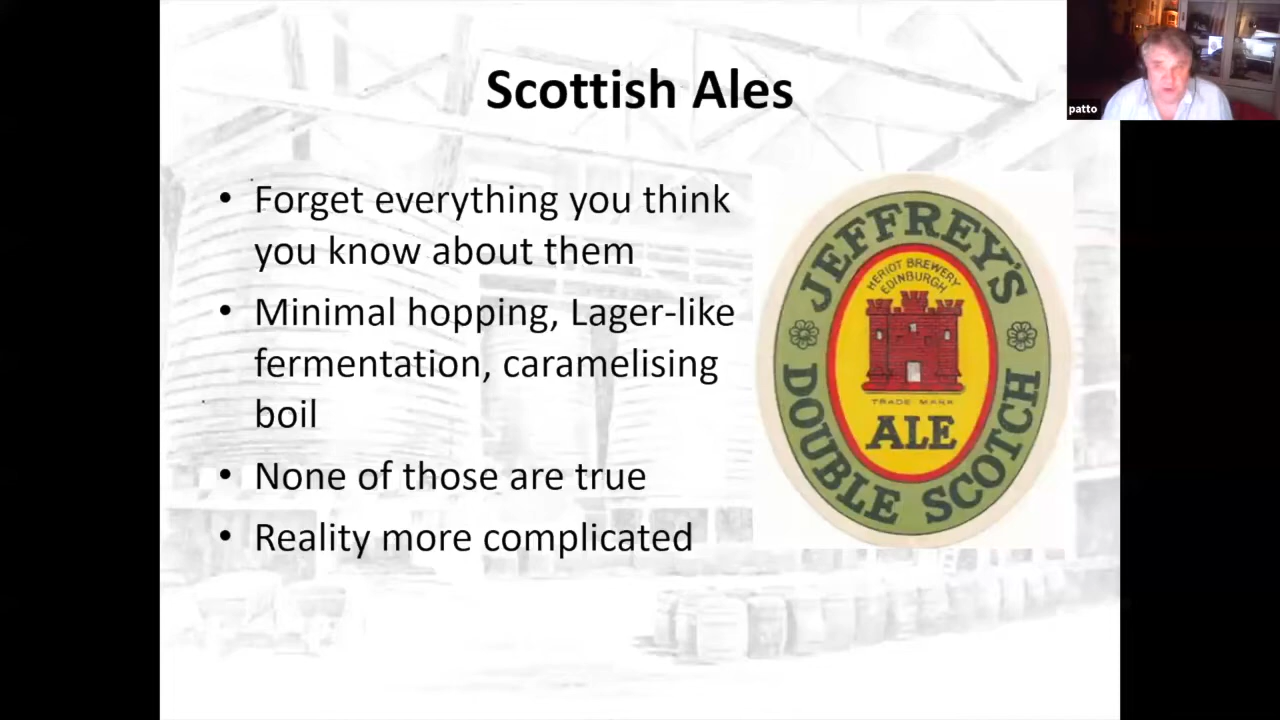 Scottish Ales
patto
• Forget everything you think
you know about them
• Minimal hopping, Lager-like
fermentation, caramelising
boil
• None of those are true
• Reality more complicated
JEFFREY'S
HERIOT BREWERY
EDINBURGH
TRADE MARK
ALE
DOUBLE SCOTCH